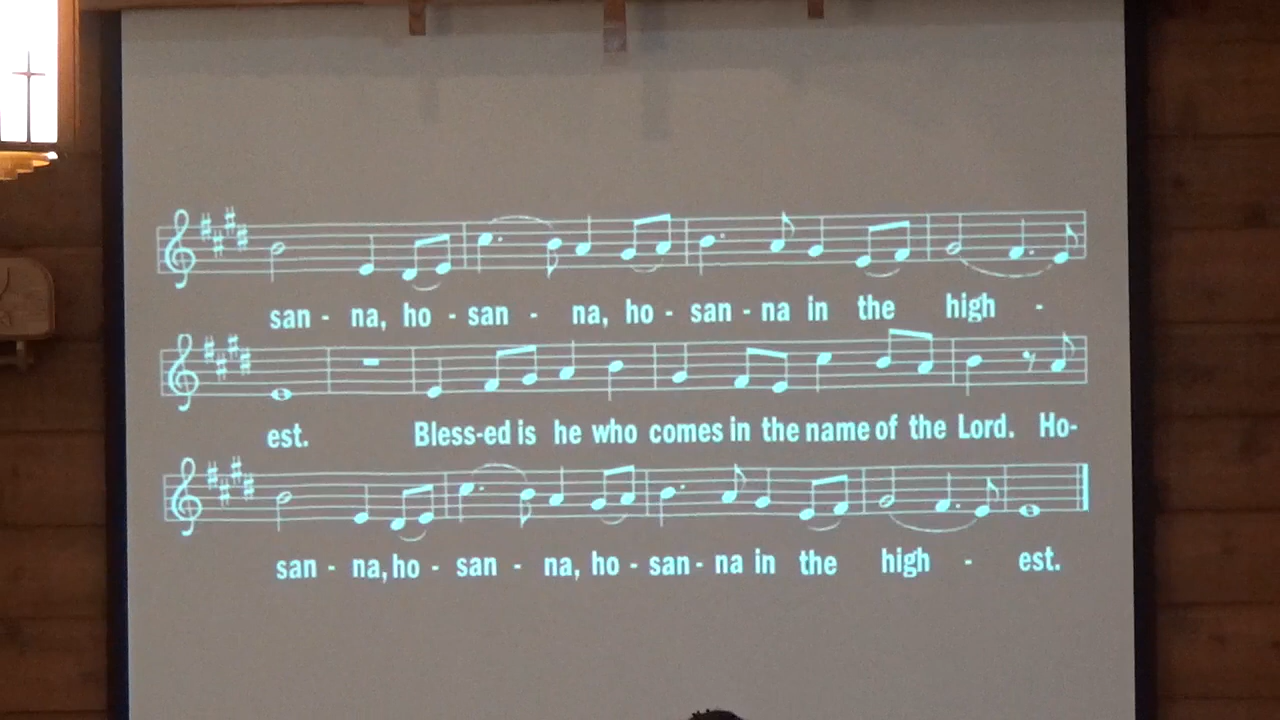 san - na, ho - san - na, ho - san - na in the high -
est. Bless-ed is he who comes in the name of the Lord. Ho-
san - na, ho - san - na, ho - san - na in the high - est.